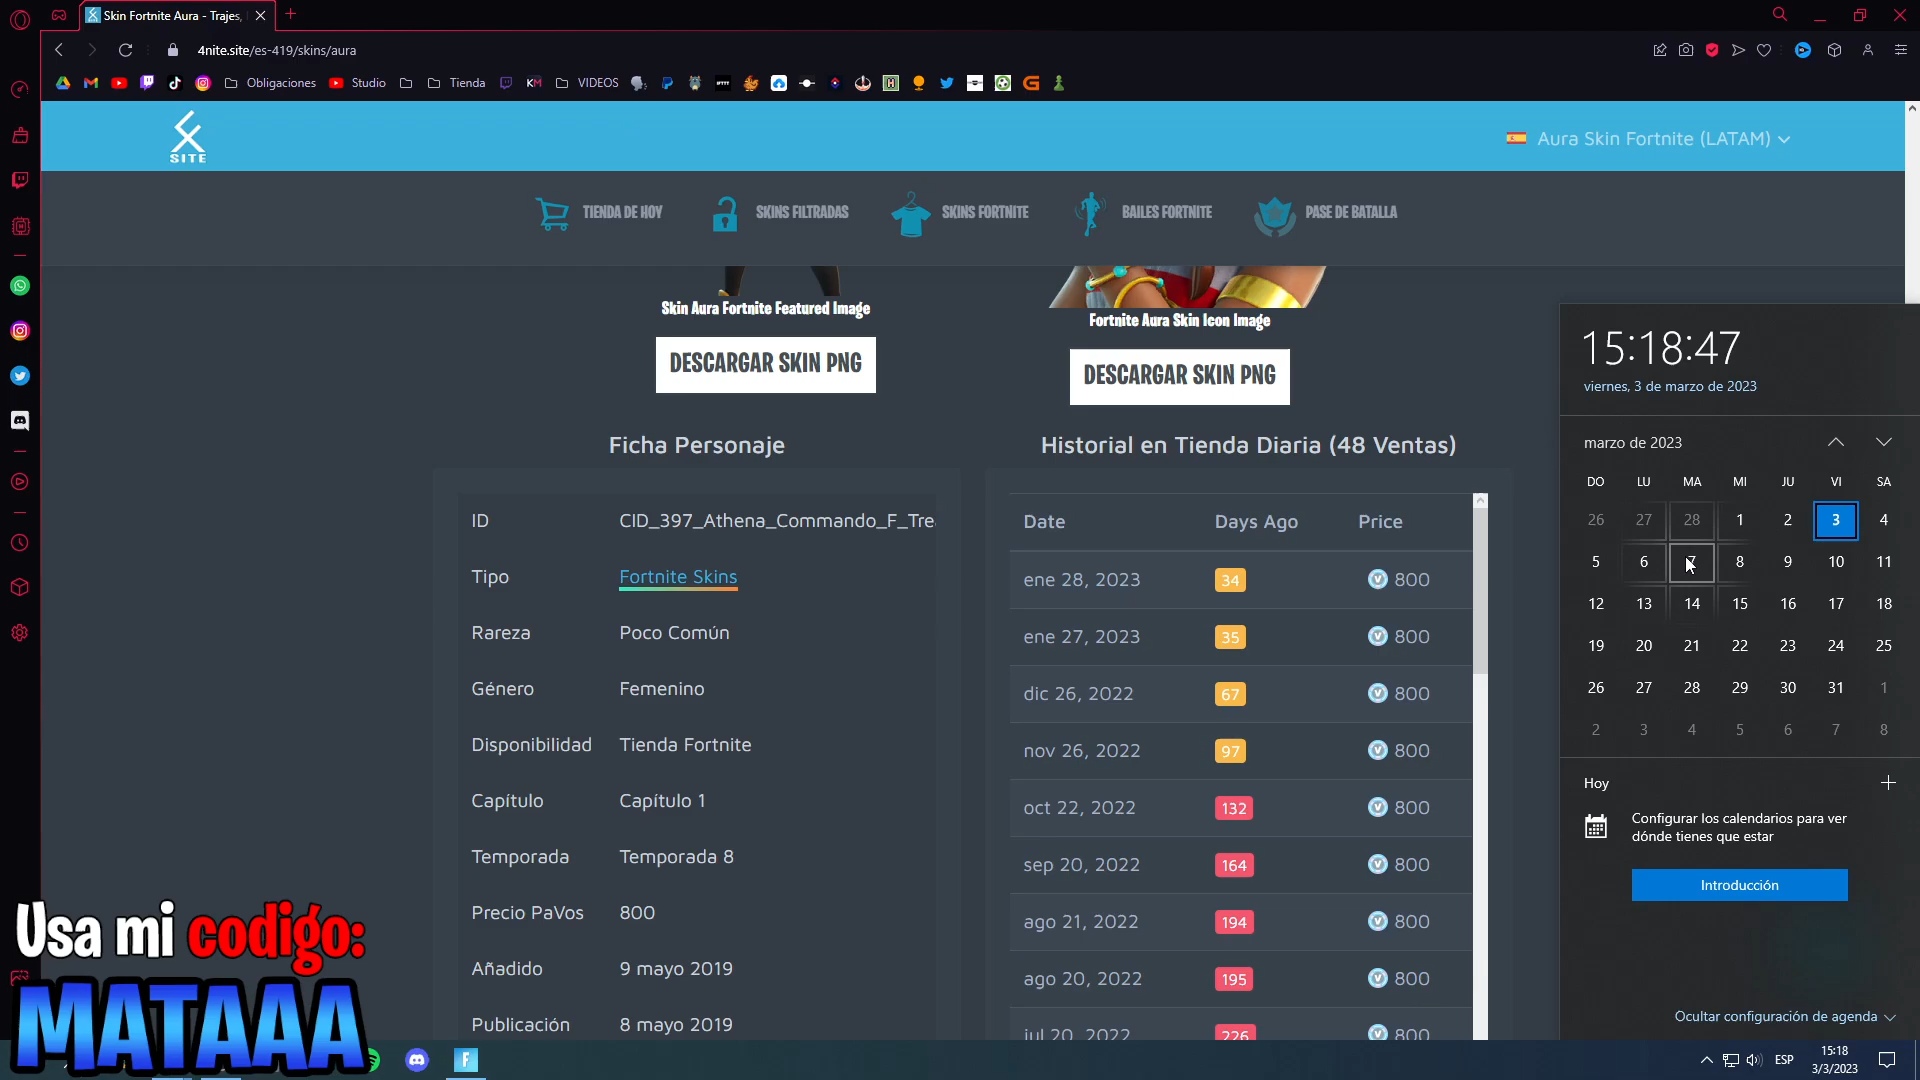 Skin Fortnite Aura - Trajes,
4nite.site/es-419/skins/aura
Obligaciones
Studio
Tienda
KM
VIDEOS
SITE
Aura Skin Fortnite (LATAM)
TIENDA DE HOY
SKINS FILTRADAS
SKINS FORTNITE
BAILES FORTNITE
PASE DE BATALLA
Skin Aura Fortnite Featured Image
DESCARGAR SKIN PNG
Fortnite Aura Skin Icon Image
DESCARGAR SKIN PNG
Ficha Personaje
ID CID_397_Athena_Commando_F_Tre
Tipo Fortnite Skins
Rareza Poco Común
Género Femenino
Disponibilidad Tienda Fortnite
Capítulo Capítulo 1
Temporada Temporada 8
Precio PaVos 800
Añadido 9 mayo 2019
Publicación 8 mayo 2019
Historial en Tienda Diaria (48 Ventas)
Date Days Ago Price
ene 28, 2023 34 800
ene 27, 2023 35 800
dic 26, 2022 67 800
nov 26, 2022 97 800
oct 22, 2022 132 800
sep 20, 2022 164 800
ago 21, 2022 194 800
ago 20, 2022 195 800
jul 20, 2022 226 800
15:18:47
viernes, 3 de marzo de 2023
marzo de 2023
DO LU MA MI JU VI SA
26 27 28 1 2 3 4
5 6 7 8 9 10 11
12 13 14 15 16 17 18
19 20 21 22 23 24 25
26 27 28 29 30 31 1
2 3 4 5 6 7 8
Hoy
Configurar los calendarios para ver
dónde tienes que estar
Introducción
Ocultar configuración de agenda
Usa mi codigo:
MATAAA
ESP
15:18
3/3/2023